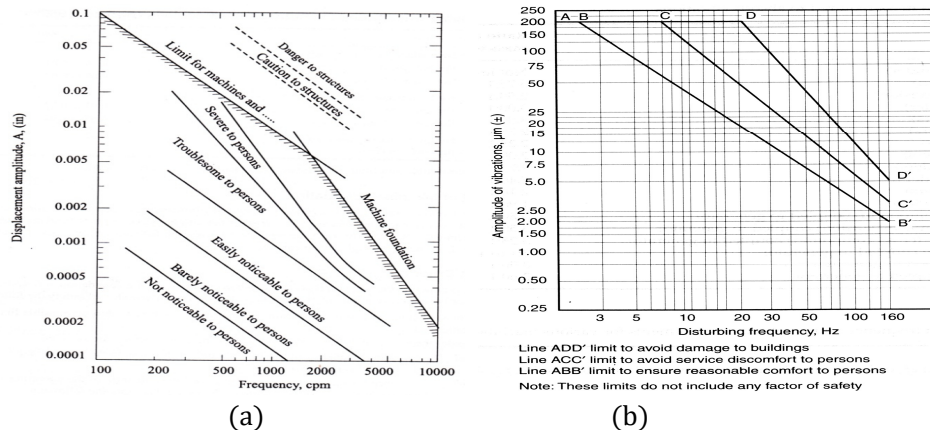 0.1
0.05
0.02
0.01
0.005
0.002
0.001
0.0005
0.0002
0.0001
Displacement amplitude, A, (in)
Danger to structures
Caution to structures
Limit for machines and .....
Severe to persons
Troublesome to persons
Machine foundation
Easily noticeable to persons
Barely noticeable to persons
Not noticeable to persons
100 200 500 1000 2000 5000 10000
Frequency, cpm
(a)
250
200
150
100
75
50
25
20
15
10
7.5
5.0
2.50
2.00
1.50
1.00
0.50
0.25
Amplitude of vibrations, μm (±)
A B C D
D′
C′
B′
3 5 10 20 30 50 100 160
Disturbing frequency, Hz
Line ADD′ limit to avoid damage to buildings
Line ACC′ limit to avoid service discomfort to persons
Line ABB′ limit to ensure reasonable comfort to persons
Note: These limits do not include any factor of safety
(b)